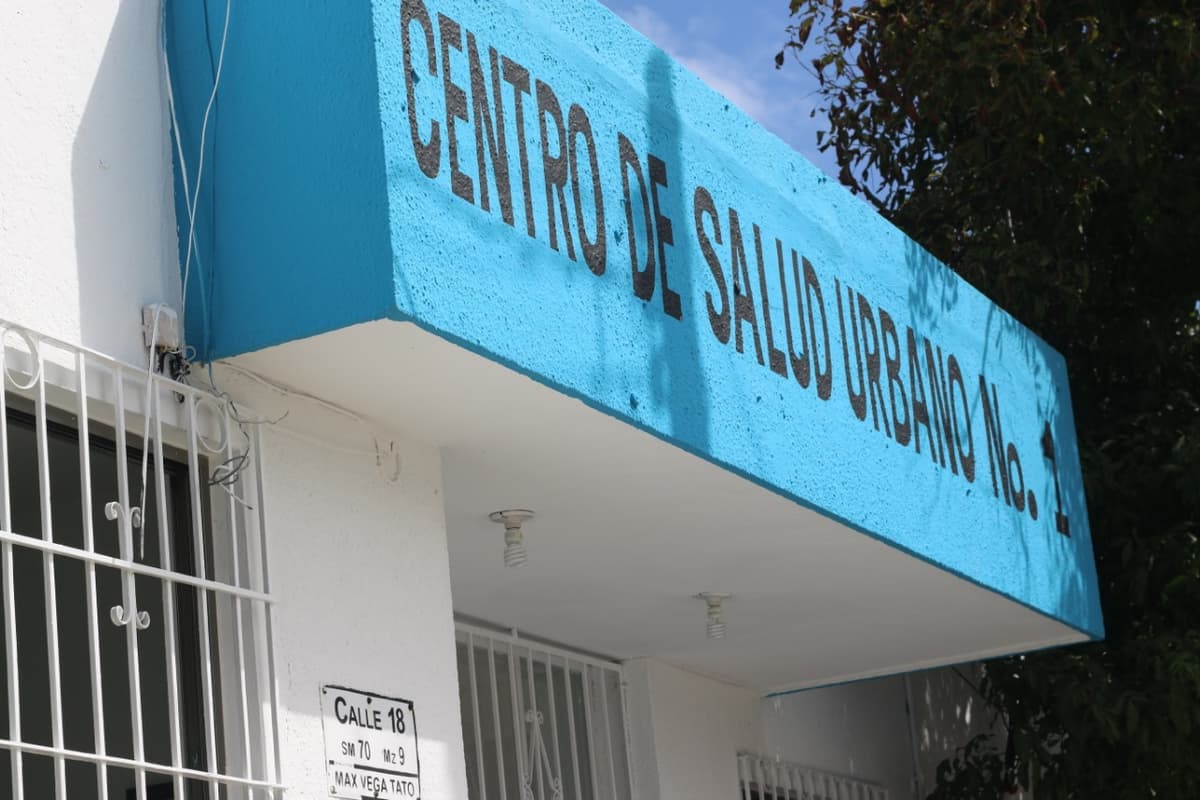 CENTRO DE SALUD URBANO No. 1
CALLE 18
SM 70 Mz 9
MAX VEGA TATO